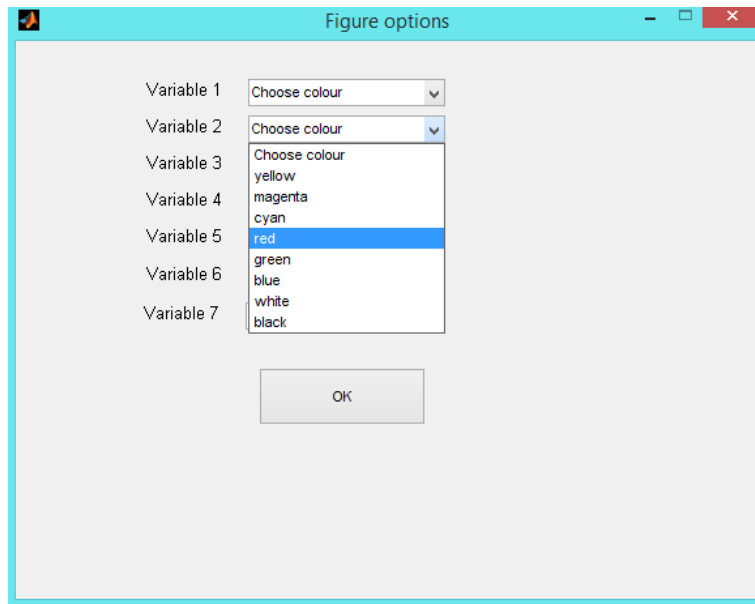 Figure options
Variable 1 Choose colour
Variable 2 Choose colour
Choose colour
Variable 3 yellow
magenta
Variable 4 cyan
Variable 5 red
green
Variable 6 blue
white
Variable 7 black
OK